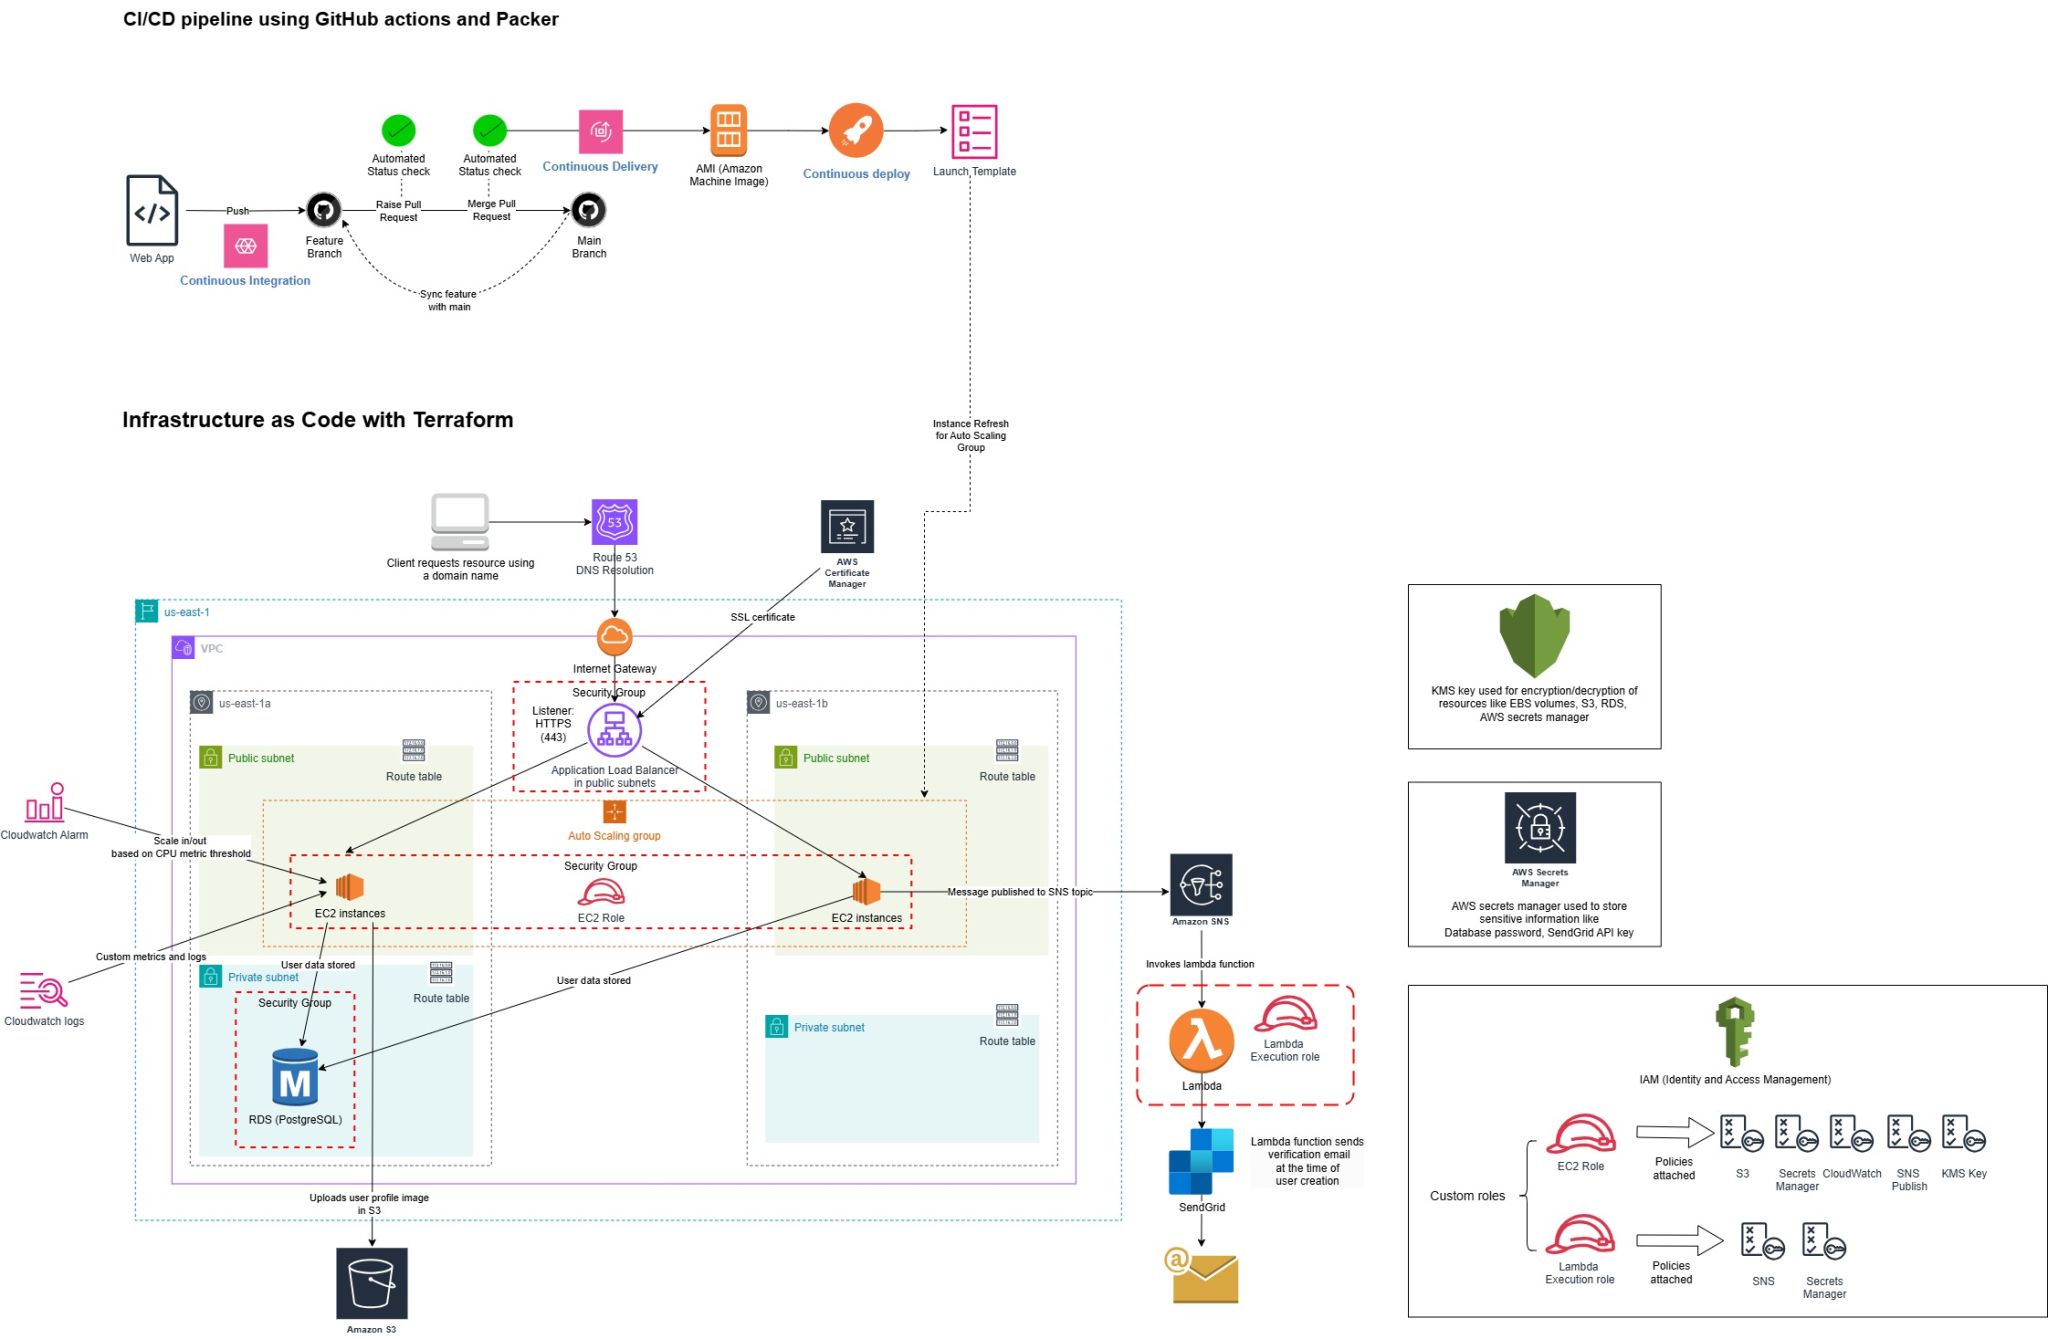 CI/CD pipeline using GitHub actions and Packer
Automated
Status check
Automated
Status check
Continuous Delivery
AMI (Amazon
Machine Image)
Continuous deploy
Launch Template
Web App
Push
Continuous Integration
Feature
Branch
Raise Pull
Request
Merge Pull
Request
Main
Branch
Sync feature
with main
Instance Refresh
for Auto Scaling
Group
Infrastructure as Code with Terraform
Client requests resource using
a domain name
53
Route 53
DNS Resolution
AWS
Certificate
Manager
SSL certificate
us-east-1
VPC
Internet Gateway
Security Group
Listener:
HTTPS
(443)
Application Load Balancer
in public subnets
us-east-1a
Public subnet
Route table
us-east-1b
Public subnet
Route table
Auto Scaling group
Security Group
EC2 Role
EC2 instances
EC2 instances
Cloudwatch Alarm
Scale in/out
based on CPU metric threshold
Custom metrics and logs
Cloudwatch logs
Message published to SNS topic
Amazon SNS
Invokes lambda function
User data stored
User data stored
Private subnet
Route table
Security Group
M
RDS (PostgreSQL)
Private subnet
Route table
Uploads user profile image
in S3
Amazon S3
Lambda
Lambda
Execution role
Lambda function sends
verification email
at the time of
user creation
SendGrid
@
KMS key used for encryption/decryption of
resources like EBS volumes, S3, RDS,
AWS secrets manager
AWS Secrets
Manager
AWS secrets manager used to store
sensitive information like
Database password, SendGrid API key
IAM (Identity and Access Management)
Custom roles
EC2 Role
Policies
attached
S3
Secrets
Manager
CloudWatch
SNS
Publish
KMS Key
Lambda
Execution role
Policies
attached
SNS
Secrets
Manager